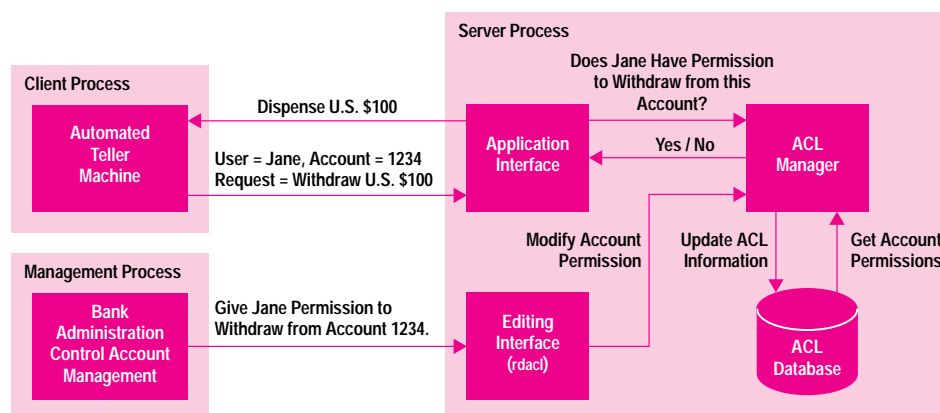 Server Process
Does Jane Have Permission
to Withdraw from this
Account?
Client Process
Dispense U.S. $100
Automated
Teller
Machine
User = Jane, Account = 1234
Request = Withdraw U.S. $100
Application
Interface
Yes / No
ACL
Manager
Modify Account
Permission
Update ACL
Information
Get Account
Permissions
Management Process
Bank
Administration
Control Account
Management
Give Jane Permission to
Withdraw from Account 1234.
Editing
Interface
(rdacl)
ACL
Database